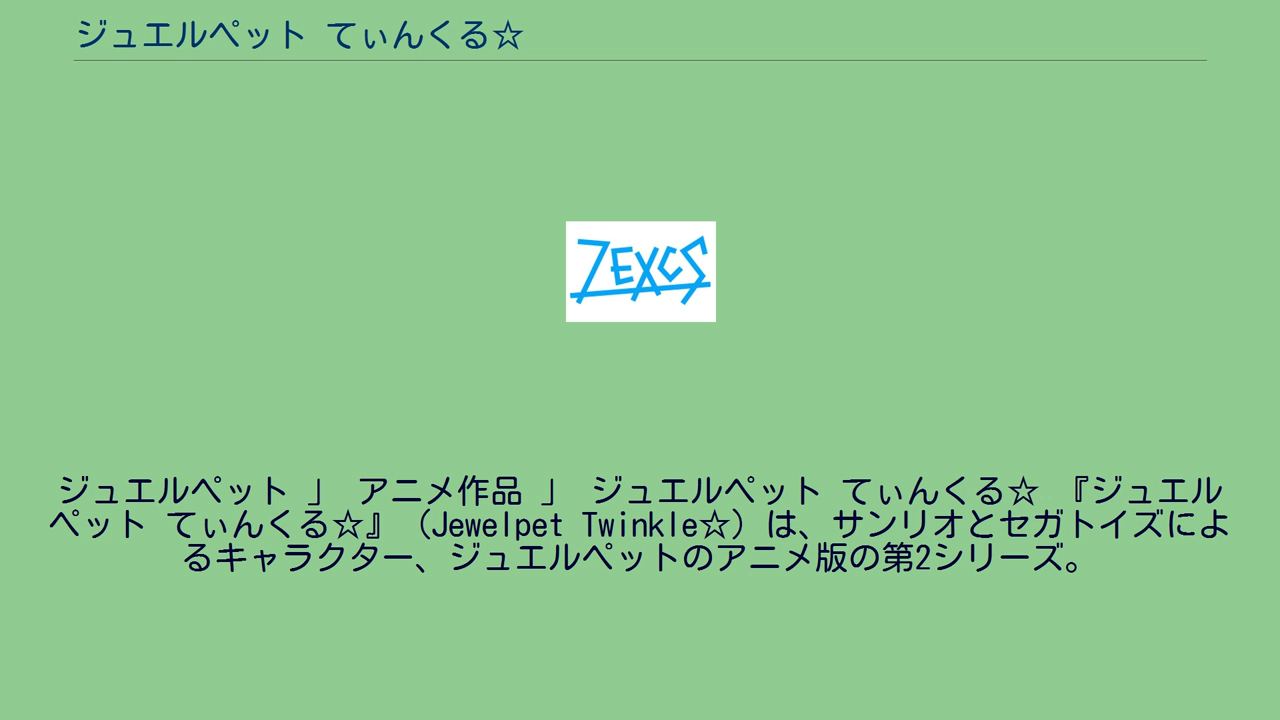 ジュエルペット てぃんくる☆
ZEXCS
ジュエルペット 」 アニメ作品 」 ジュエルペット てぃんくる☆ 『ジュエル
ペット てぃんくる☆』（Jewelpet Twinkle☆）は、サンリオとセガトイズによ
るキャラクター、ジュエルペットのアニメ版の第2シリーズ。